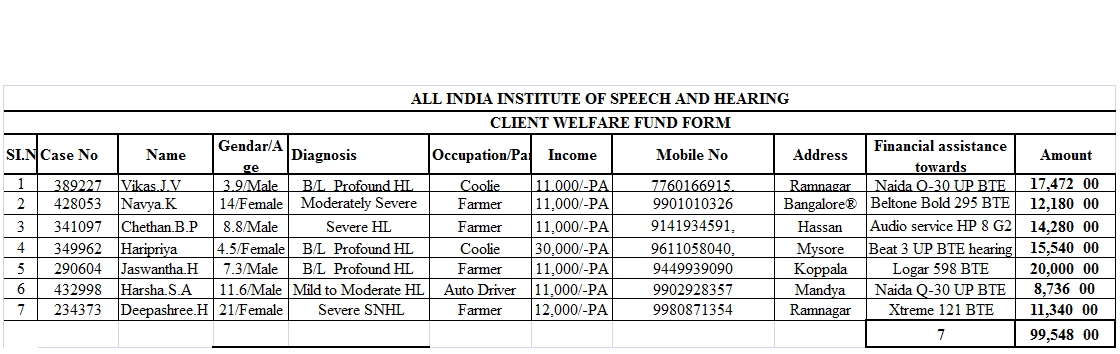 ALL INDIA INSTITUTE OF SPEECH AND HEARING
CLIENT WELFARE FUND FORM
SI.N Case No Name Gendar/A ge Diagnosis Occupation/Par Income Mobile No Address Financial assistance towards Amount
1 389227 Vikas.J.V 3.9/Male B/L Profound HL Coolie 11,000/-PA 7760166915, Ramnagar Naida Q-30 UP BTE 17,472 00
2 428053 Navya.K 14/Female Moderately Severe Farmer 11,000/-PA 9901010326 Bangalore® Beltone Bold 295 BTE 12,180 00
3 341097 Chethan.B.P 8.8/Male Severe HL Farmer 11,000/-PA 9141934591, Hassan Audio service HP 8 G2 14,280 00
4 349962 Haripriya 4.5/Female B/L Profound HL Coolie 30,000/-PA 9611058040, Mysore Beat 3 UP BTE hearing 15,540 00
5 290604 Jaswantha.H 7.3/Male B/L Profound HL Farmer 11,000/-PA 9449939090 Koppala Logar 598 BTE 20,000 00
6 432998 Harsha.S.A 11.6/Male Mild to Moderate HL Auto Driver 11,000/-PA 9902928357 Mandya Naida Q-30 UP BTE 8,736 00
7 234373 Deepashree.H 21/Female Severe SNHL Farmer 12,000/-PA 9980871354 Ramnagar Xtreme 121 BTE 11,340 00
7 99,548 00